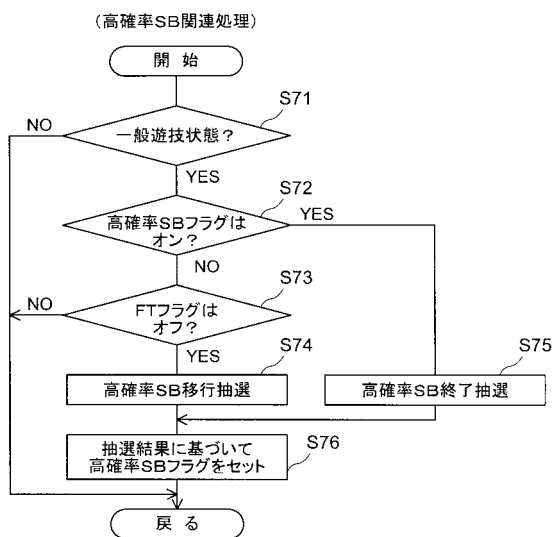 (高確率SB関連処理)
開 始
S71
NO
一般遊技状態？
YES
S72
高確率SBフラグは
オン？
YES
NO
S73
NO
FTフラグは
オフ？
YES
S74
高確率SB移行抽選
S75
高確率SB終了抽選
抽選結果に基づいて
高確率SBフラグをセット
S76
戻 る